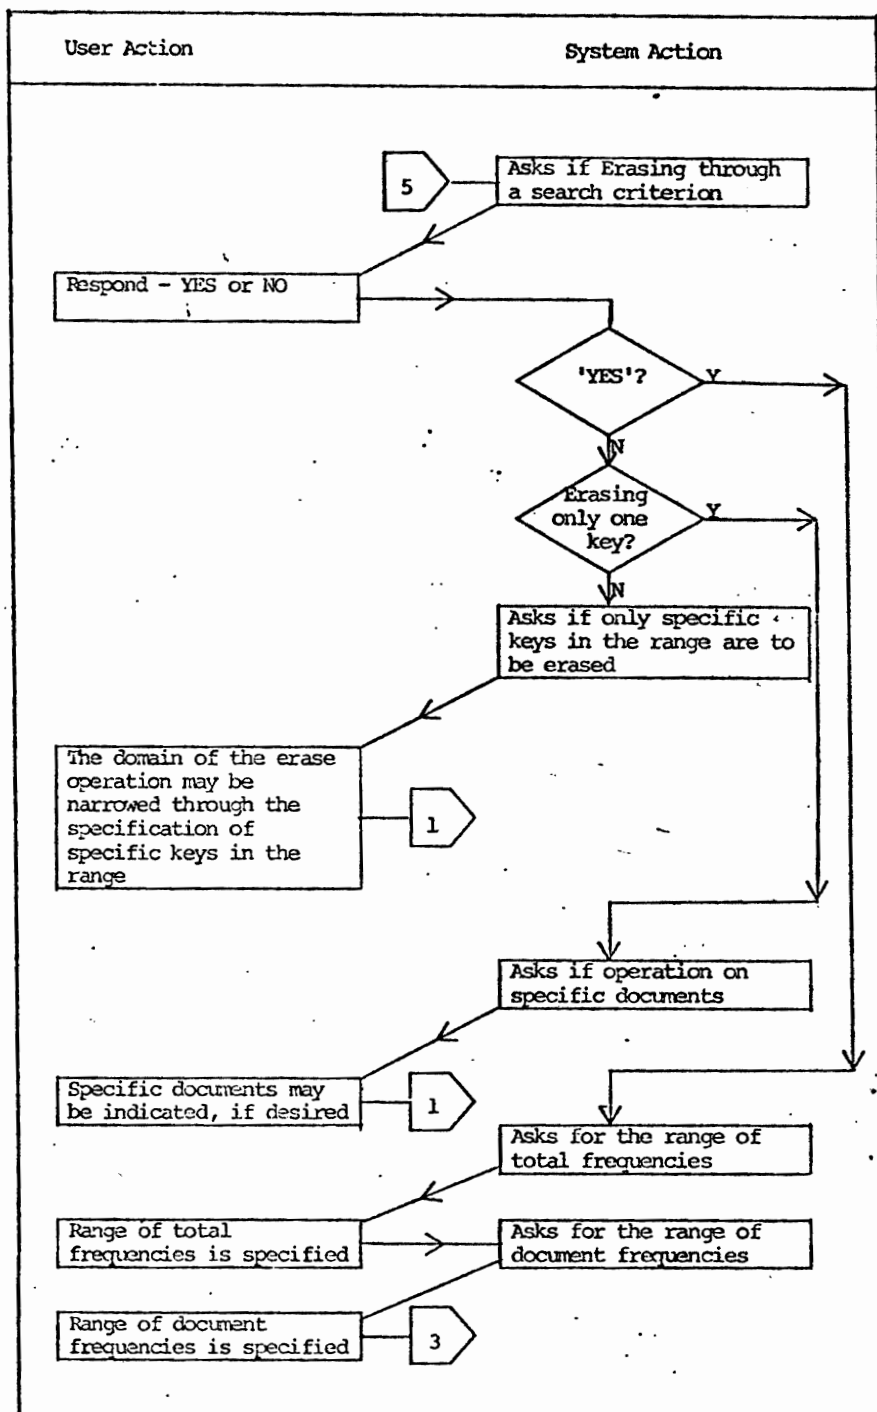 User Action
System Action
5
Asks if Erasing through
a search criterion
Respond - YES or NO
'YES'?
Y
N
Erasing
only one
key?
Y
N
Asks if only specific
keys in the range are to
be erased
The domain of the erase
operation may be
narrowed through the
specification of
specific keys in the
range
1
Asks if operation on
specific documents
Specific documents may
be indicated, if desired
1
Asks for the range of
total frequencies
Range of total
frequencies is specified
Asks for the range of
document frequencies
Range of document
frequencies is specified
3